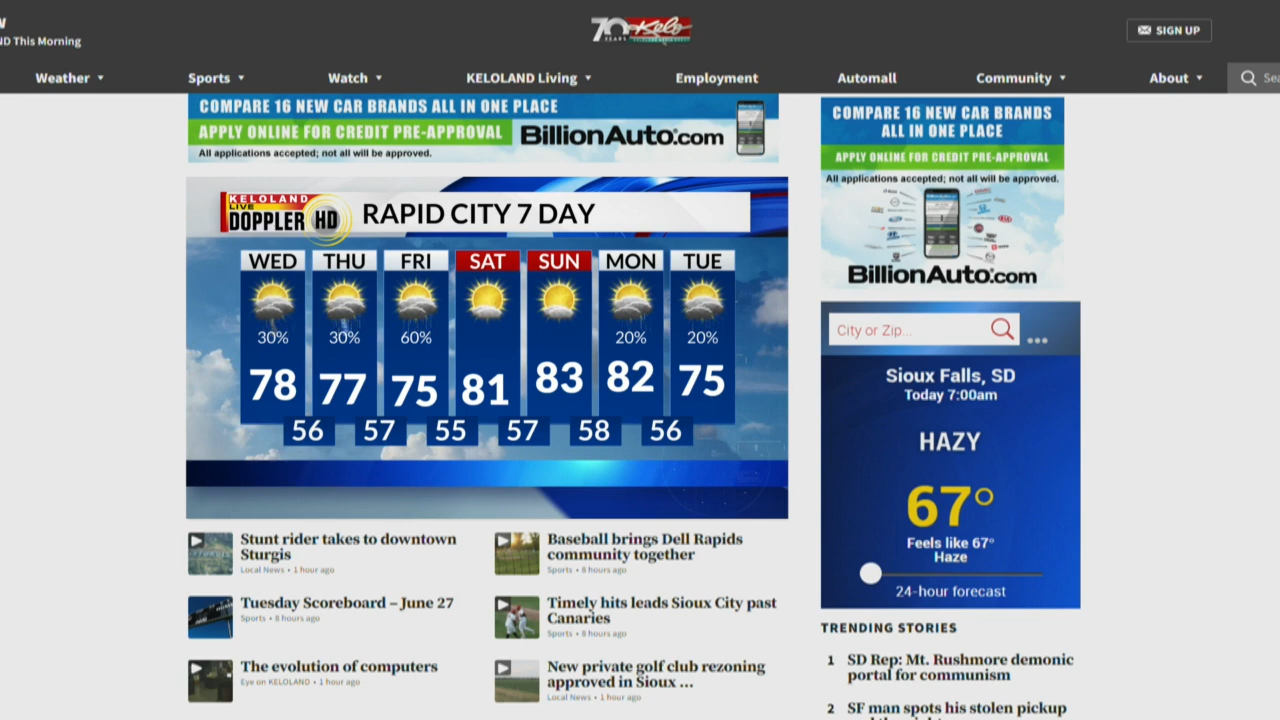 ND This Morning
70 Kelo
YEARS
SIGN UP
Weather
Sports
Watch
KELOLAND Living
Employment
Automall
Community
About
COMPARE 16 NEW CAR BRANDS ALL IN ONE PLACE
APPLY ONLINE FOR CREDIT PRE-APPROVAL
BillionAuto.com
All applications accepted; not all will be approved.
COMPARE 16 NEW CAR BRANDS
ALL IN ONE PLACE
APPLY ONLINE FOR CREDIT PRE-APPROVAL
All applications accepted; not all will be approved.
BillionAuto.com
KELOLAND
LIVE
DOPPLER HD
RAPID CITY 7 DAY
WED THU FRI SAT SUN MON TUE
30% 30% 60% 20% 20%
78 77 75 81 83 82 75
56 57 55 57 58 56
City or Zip...
Sioux Falls, SD
Today 7:00am
HAZY
67°
Feels like 67°
Haze
24-hour forecast
Stunt rider takes to downtown
Sturgis
Local News • 1 hour ago
Baseball brings Dell Rapids
community together
Sports • 8 hours ago
Tuesday Scoreboard – June 27
Sports • 8 hours ago
Timely hits leads Sioux City past
Canaries
Sports • 8 hours ago
The evolution of computers
Eye on KELOLAND • 1 hour ago
New private golf club rezoning
approved in Sioux ...
Local News • 1 hour ago
TRENDING STORIES
1 SD Rep: Mt. Rushmore demonic
portal for communism
2 SF man spots his stolen pickup